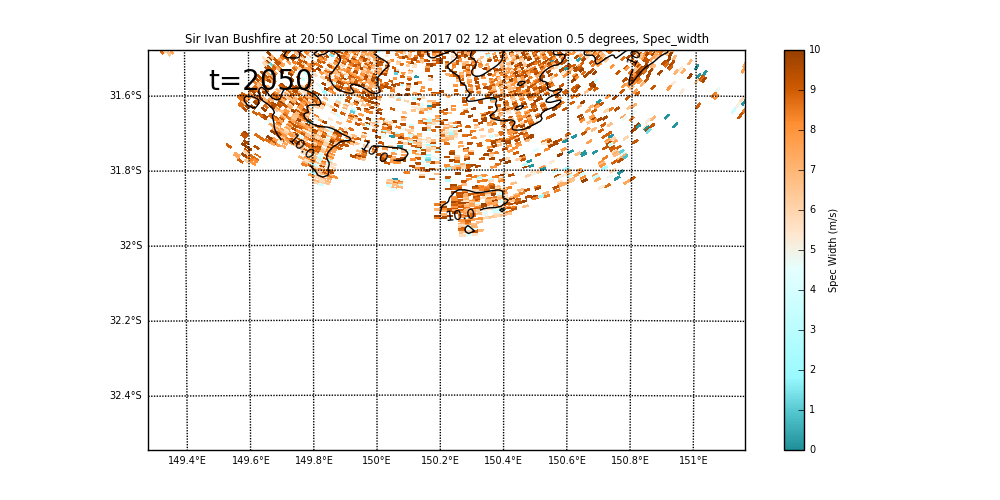 Sir Ivan Bushfire at 20:50 Local Time on 2017 02 12 at elevation 0.5 degrees, Spec_width
t=2050
31.6°S
31.8°S
32°S
32.2°S
32.4°S
10.0
10.0
10.0
149.4°E 149.6°E 149.8°E 150°E 150.2°E 150.4°E 150.6°E 150.8°E 151°E
10
9
8
7
6
5
4
3
2
1
0
Spec Width (m/s)